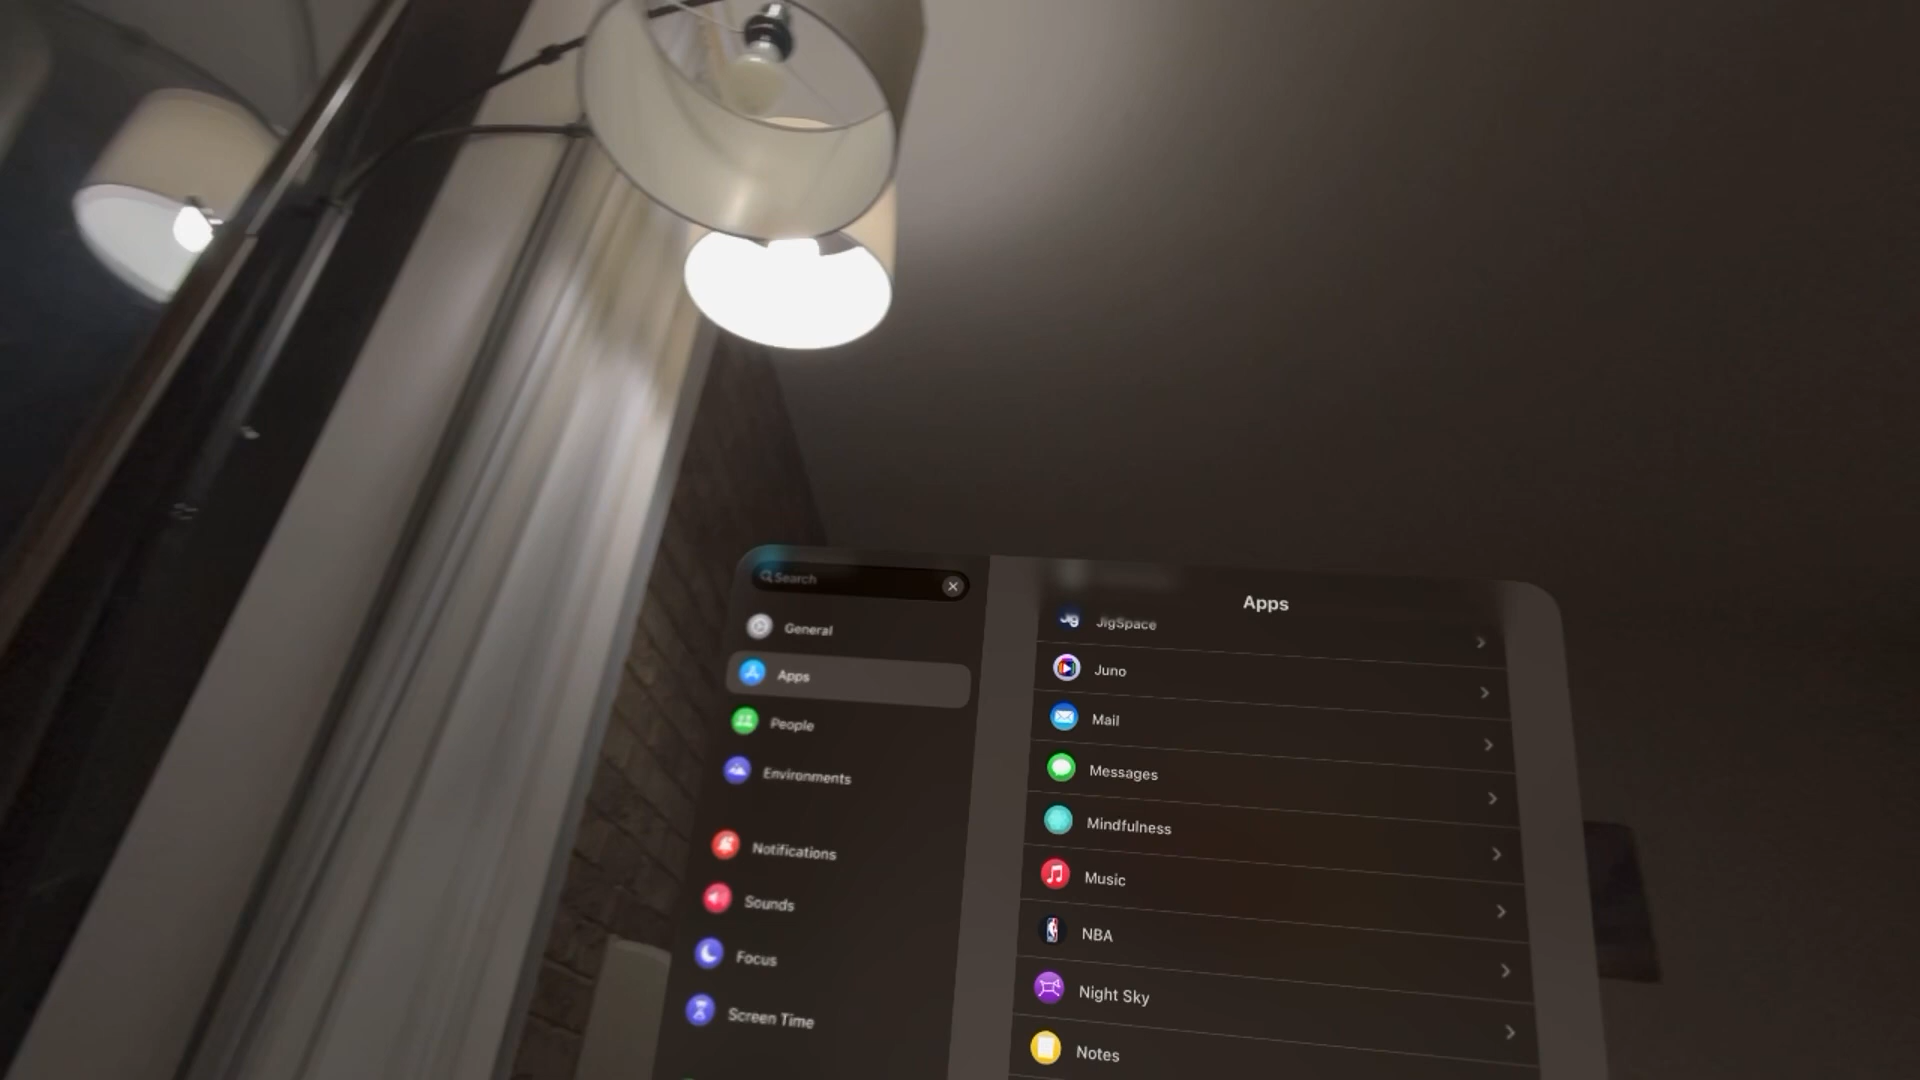 Search
General
Apps
People
Environments
Notifications
Sounds
Focus
Screen Time
Apps
JigSpace
Juno
Mail
Messages
Mindfulness
Music
NBA
Night Sky
Notes